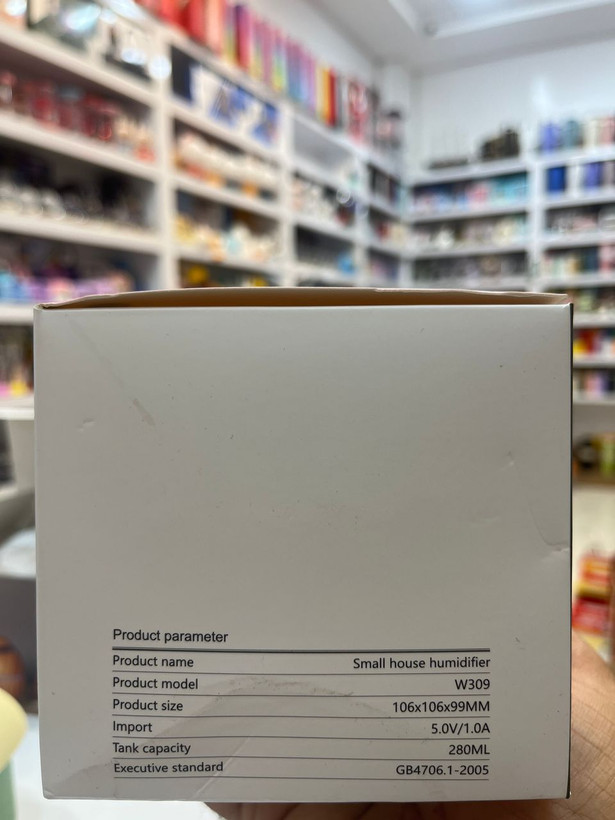 Product parameter
Product name Small house humidifier
Product model W309
Product size 106x106x99MM
Import 5.0V/1.0A
Tank capacity 280ML
Executive standard GB4706.1-2005